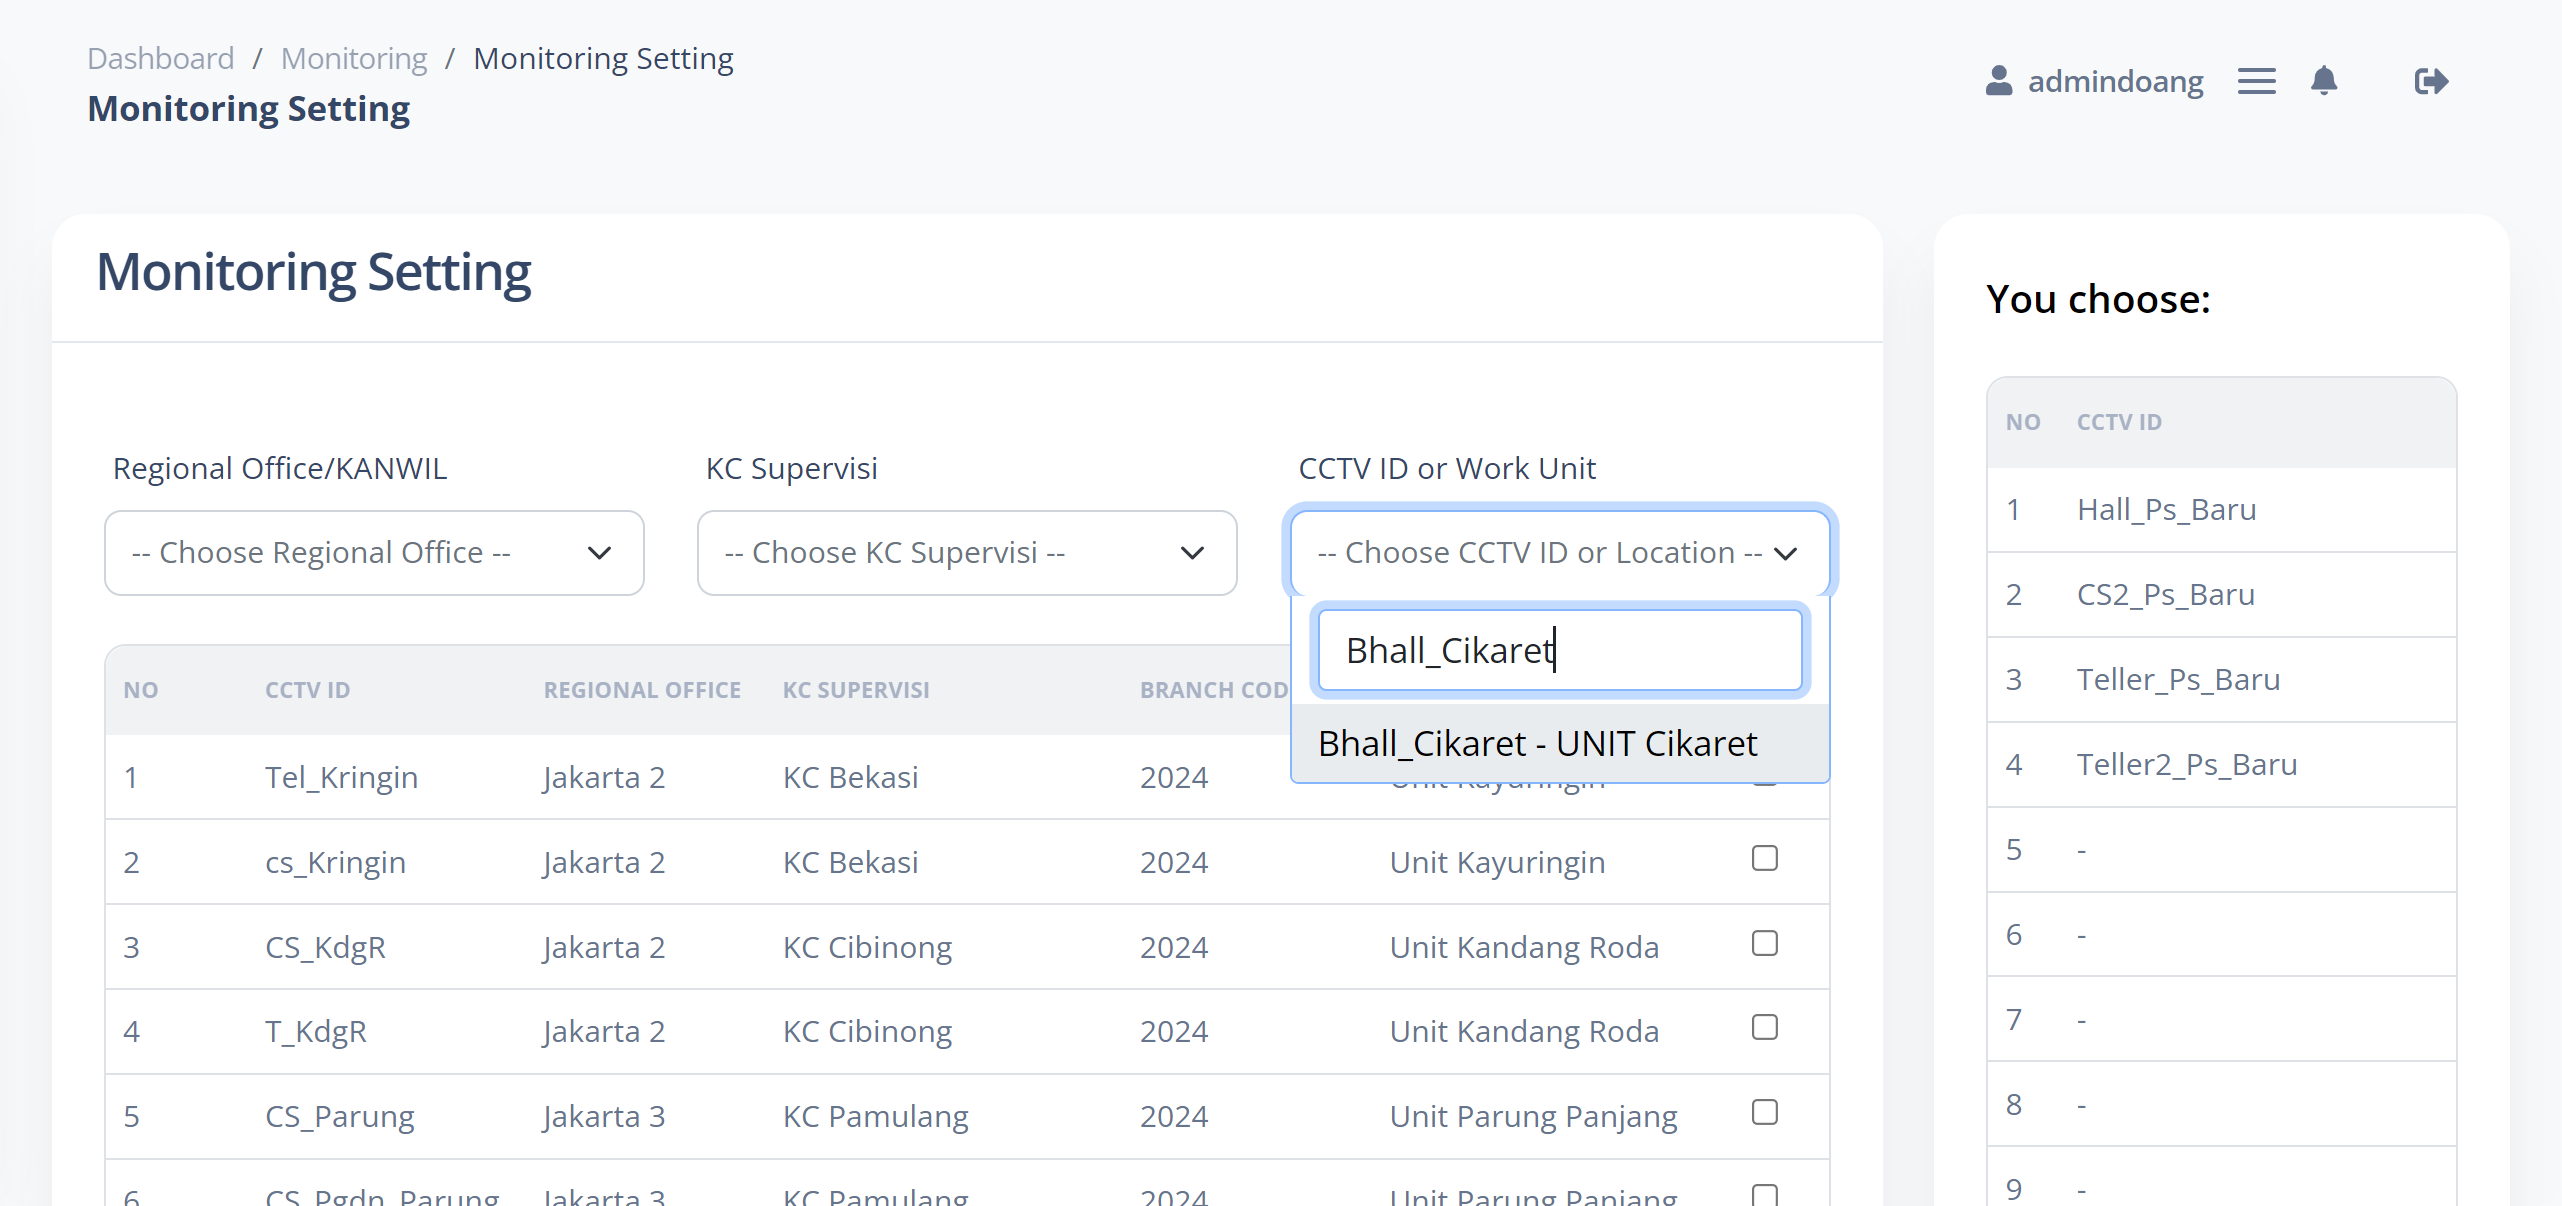 Dashboard / Monitoring / Monitoring Setting
Monitoring Setting
admindoang
Monitoring Setting
Regional Office/KANWIL
-- Choose Regional Office --
KC Supervisi
-- Choose KC Supervisi --
CCTV ID or Work Unit
-- Choose CCTV ID or Location --
Bhall_Cikaret
Bhall_Cikaret - UNIT Cikaret
NO CCTV ID REGIONAL OFFICE KC SUPERVISI BRANCH COD
1 Tel_Kringin Jakarta 2 KC Bekasi 2024 Unit Kayuringin
2 cs_Kringin Jakarta 2 KC Bekasi 2024 Unit Kayuringin
3 CS_KdgR Jakarta 2 KC Cibinong 2024 Unit Kandang Roda
4 T_KdgR Jakarta 2 KC Cibinong 2024 Unit Kandang Roda
5 CS_Parung Jakarta 3 KC Pamulang 2024 Unit Parung Panjang
6 CS_Pgdn_Parung Jakarta 3 KC Pamulang 2024 Unit Parung Panjang
You choose:
NO CCTV ID
1 Hall_Ps_Baru
2 CS2_Ps_Baru
3 Teller_Ps_Baru
4 Teller2_Ps_Baru
5 -
6 -
7 -
8 -
9 -